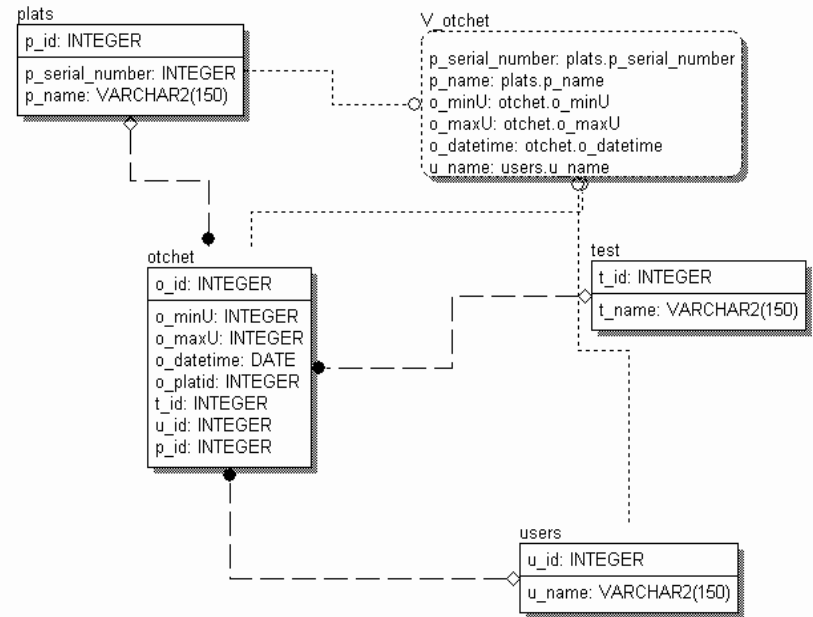 plats
p_id: INTEGER
p_serial_number: INTEGER
p_name: VARCHAR2(150)
V_otchet
p_serial_number: plats.p_serial_number
p_name: plats.p_name
o_minU: otchet.o_minU
o_maxU: otchet.o_maxU
o_datetime: otchet.o_datetime
u_name: users.u_name
otchet
o_id: INTEGER
o_minU: INTEGER
o_maxU: INTEGER
o_datetime: DATE
o_platid: INTEGER
t_id: INTEGER
u_id: INTEGER
p_id: INTEGER
test
t_id: INTEGER
t_name: VARCHAR2(150)
users
u_id: INTEGER
u_name: VARCHAR2(150)